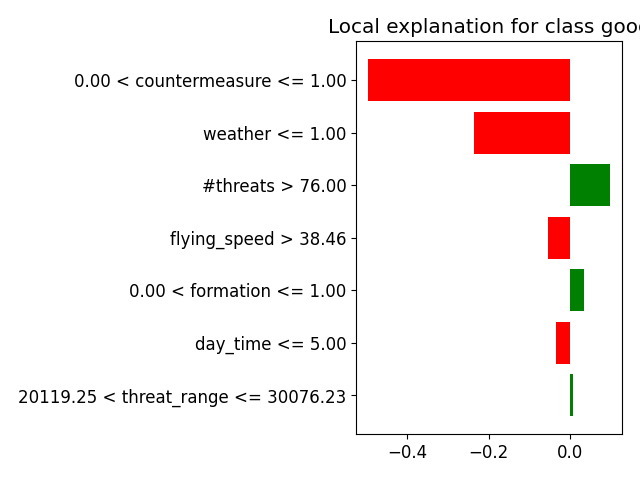 Local explanation for class good
0.00 < countermeasure <= 1.00
weather <= 1.00
#threats > 76.00
flying_speed > 38.46
0.00 < formation <= 1.00
day_time <= 5.00
20119.25 < threat_range <= 30076.23
−0.4 −0.2 0.0